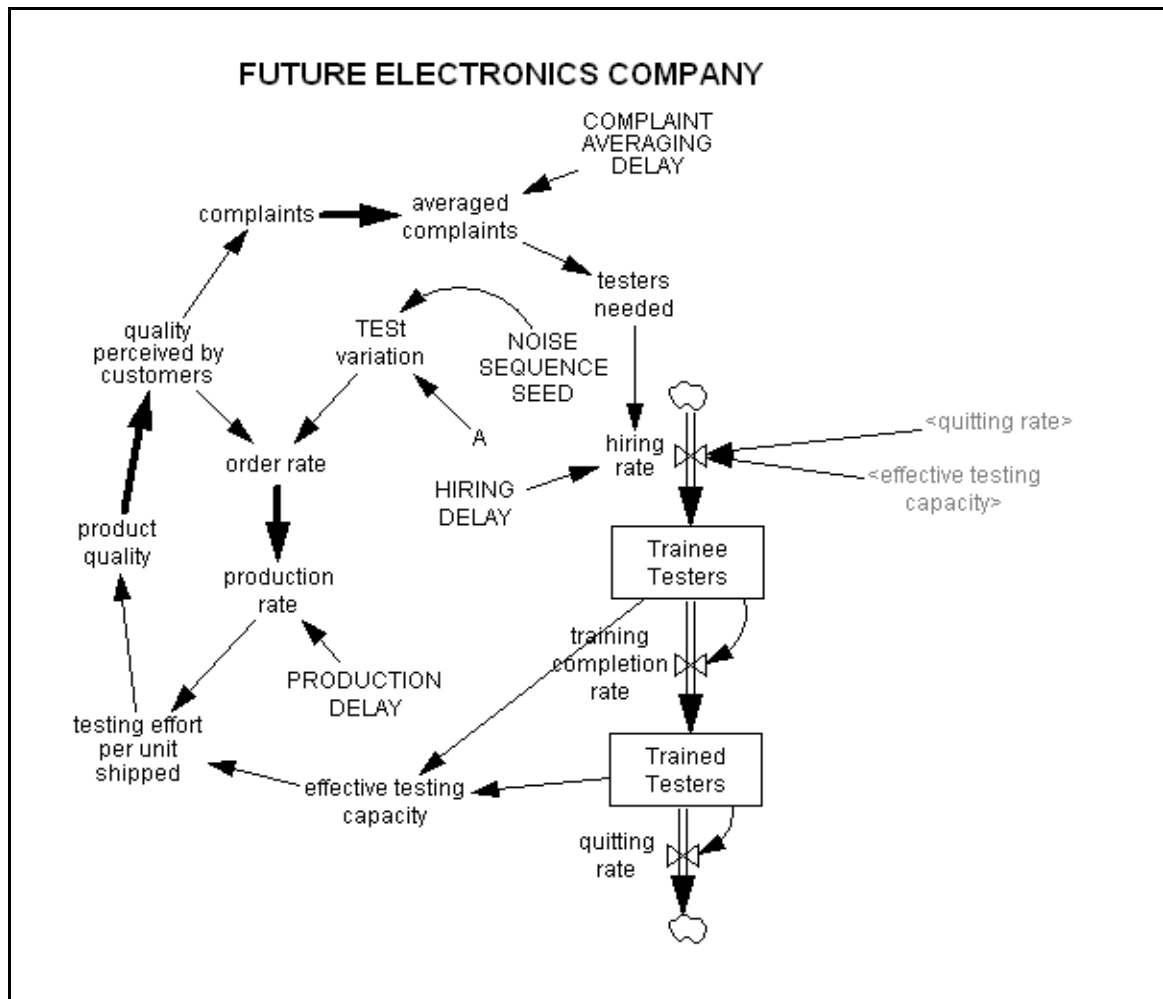 FUTURE ELECTRONICS COMPANY
COMPLAINT
AVERAGING
DELAY
complaints
averaged
complaints
testers
needed
quality
perceived by
customers
TESt
variation
NOISE
SEQUENCE
SEED
A
order rate
hiring
rate
<quitting rate>
<effective testing
capacity>
HIRING
DELAY
product
quality
Trainee
Testers
production
rate
training
completion
rate
PRODUCTION
DELAY
testing effort
per unit
shipped
effective testing
capacity
Trained
Testers
quitting
rate